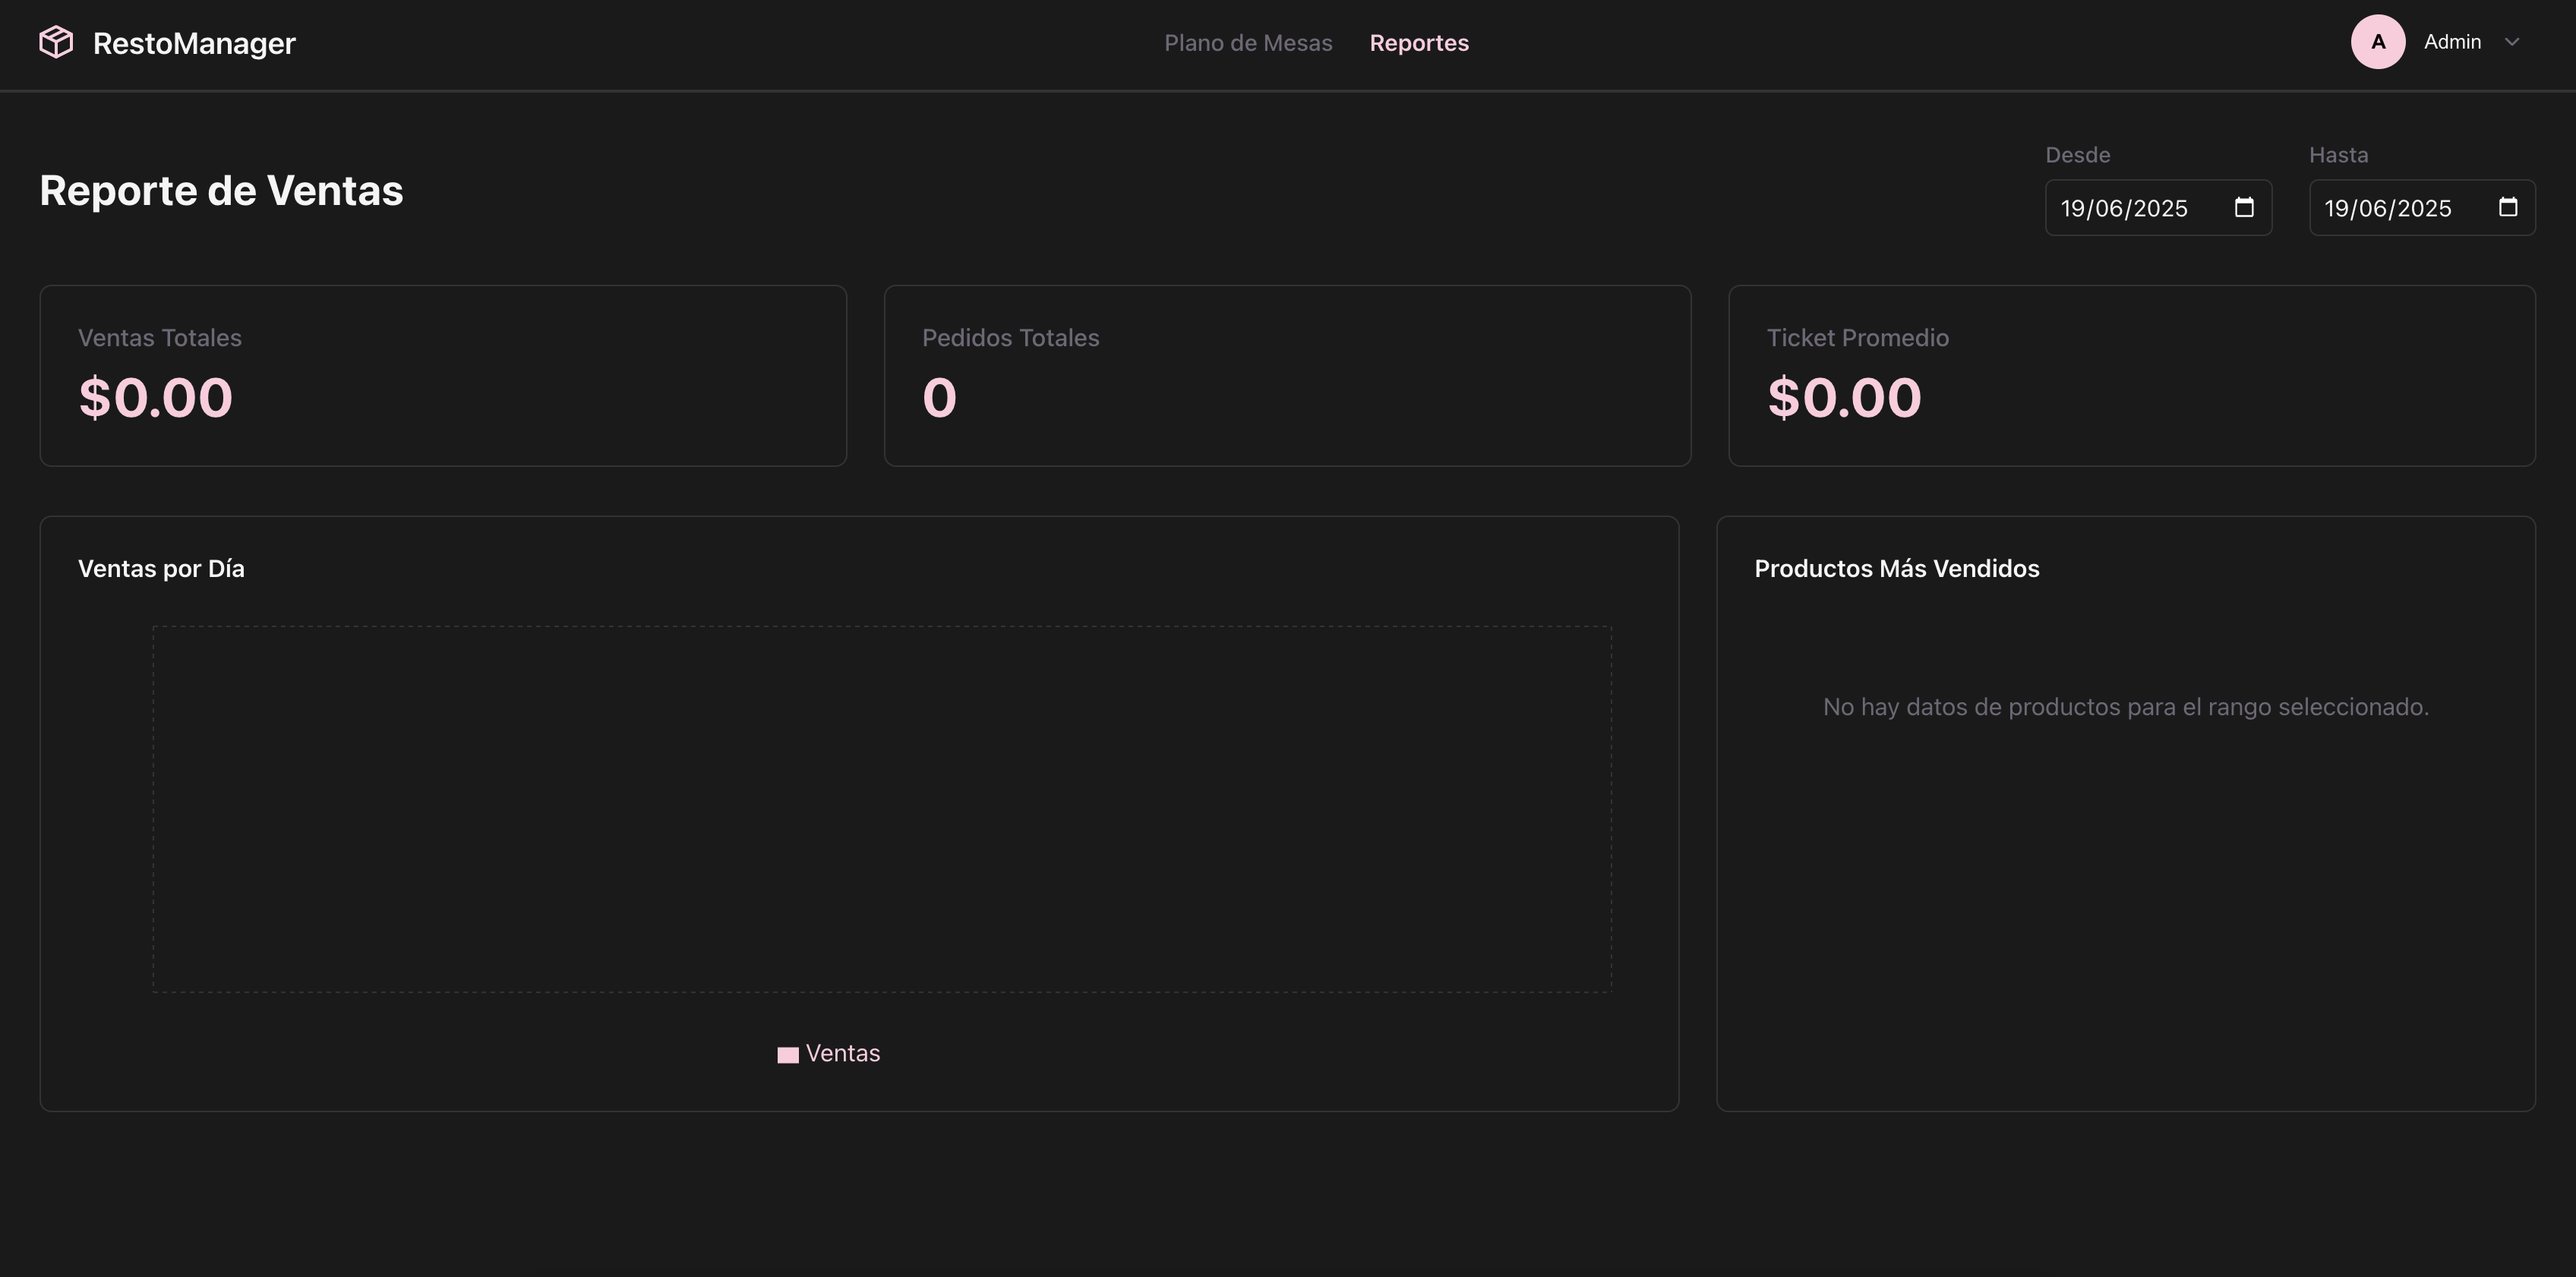 RestoManager
Plano de Mesas
Reportes
A
Admin
Reporte de Ventas
Desde
19/06/2025
Hasta
19/06/2025
Ventas Totales
$0.00
Pedidos Totales
0
Ticket Promedio
$0.00
Ventas por Día
Ventas
Productos Más Vendidos
No hay datos de productos para el rango seleccionado.